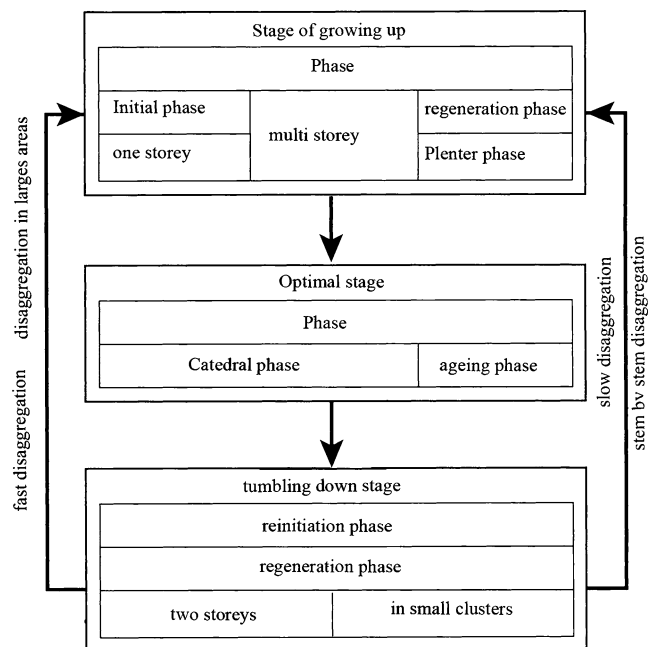 Stage of growing up
Phase
Initial phase
one storey
multi storey
regeneration phase
Plenter phase
Optimal stage
Phase
Catedral phase
ageing phase
tumbling down stage
reinitiation phase
regeneration phase
two storeys
in small clusters
fast disaggregation
disaggregation in larges areas
slow disaggregation
stem by stem disaggregation